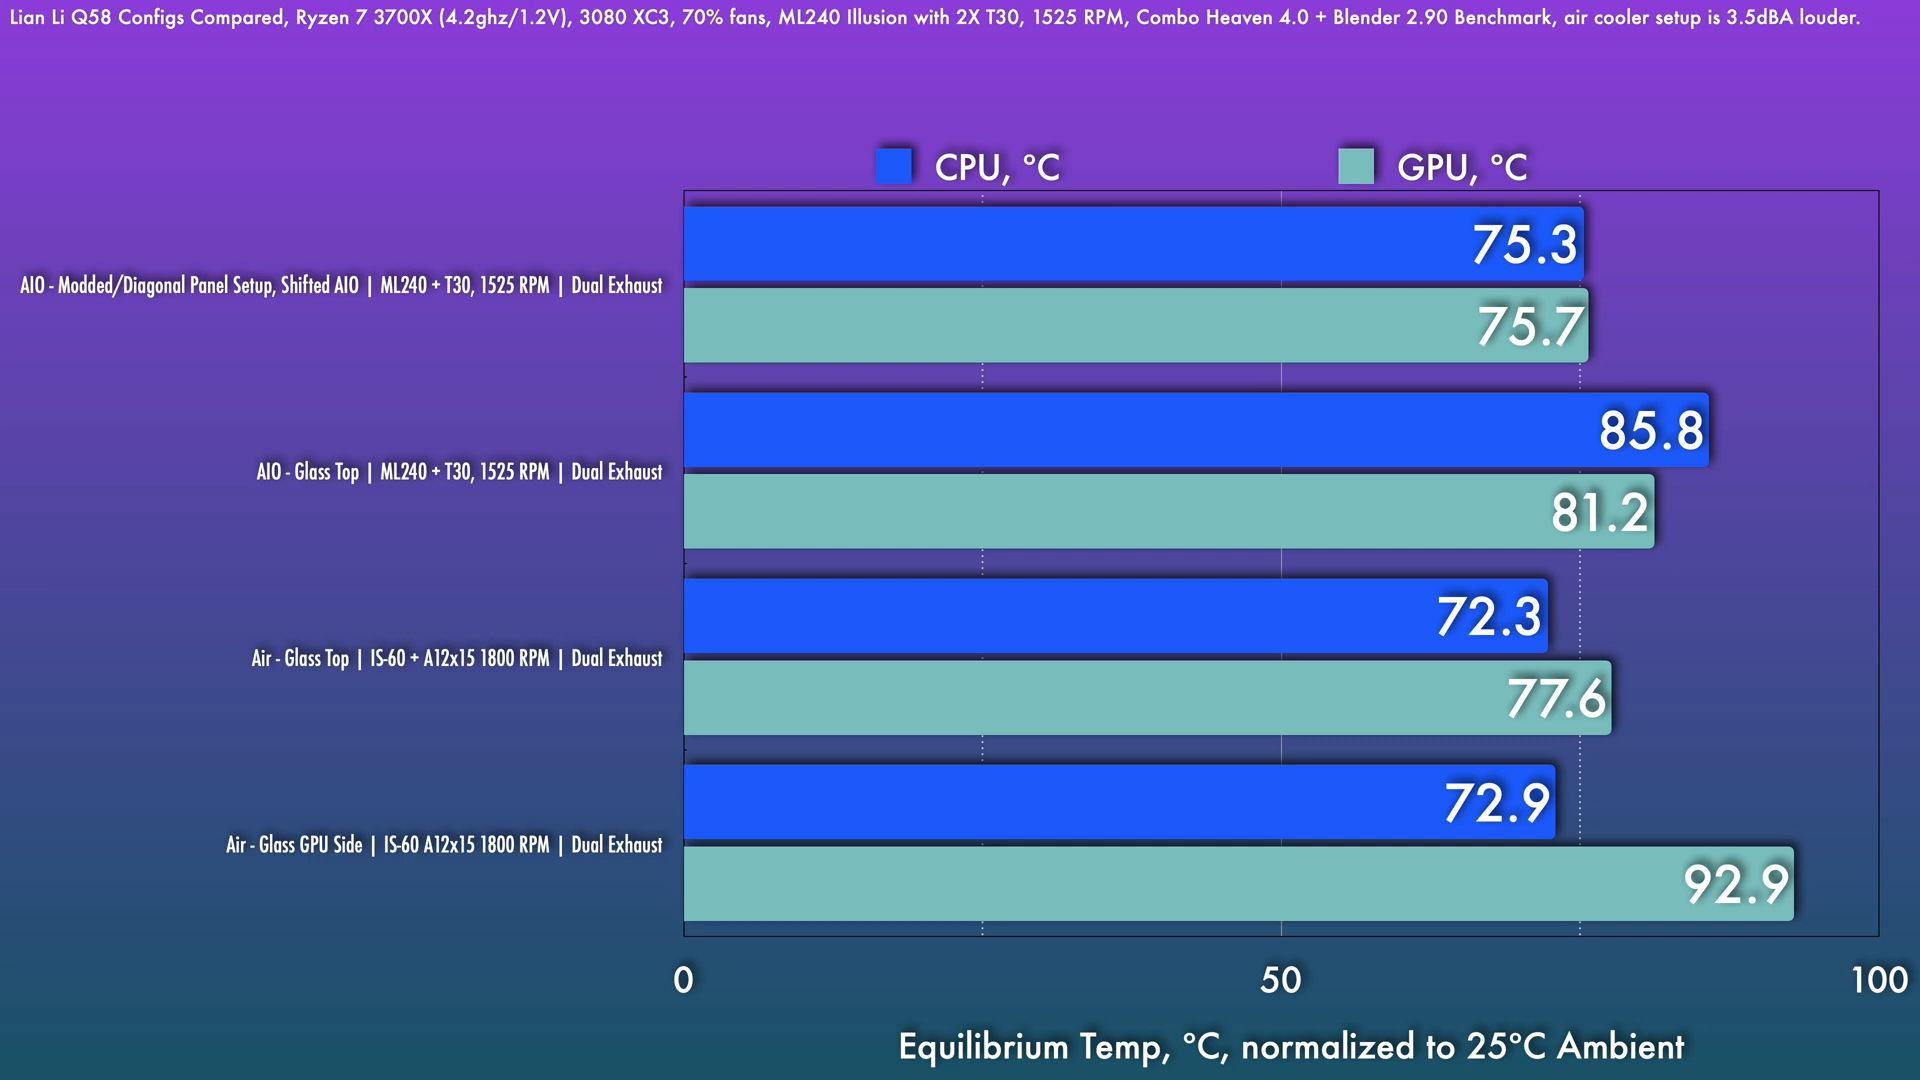 Lian Li Q58 Configs Compared, Ryzen 7 3700X (4.2ghz/1.2V), 3080 XC3, 70% fans, ML240 Illusion with 2X T30, 1525 RPM, Combo Heaven 4.0 + Blender 2.90 Benchmark, air cooler setup is 3.5dBA louder.
CPU, °C
GPU, °C
75.3
AIO - Modded/Diagonal Panel Setup, Shifted AIO | ML240 + T30, 1525 RPM | Dual Exhaust
75.7
85.8
AIO - Glass Top | ML240 + T30, 1525 RPM | Dual Exhaust
81.2
72.3
Air - Glass Top | IS-60 + A12x15 1800 RPM | Dual Exhaust
77.6
72.9
Air - Glass GPU Side | IS-60 A12x15 1800 RPM | Dual Exhaust
92.9
0
50
100
Equilibrium Temp, °C, normalized to 25°C Ambient